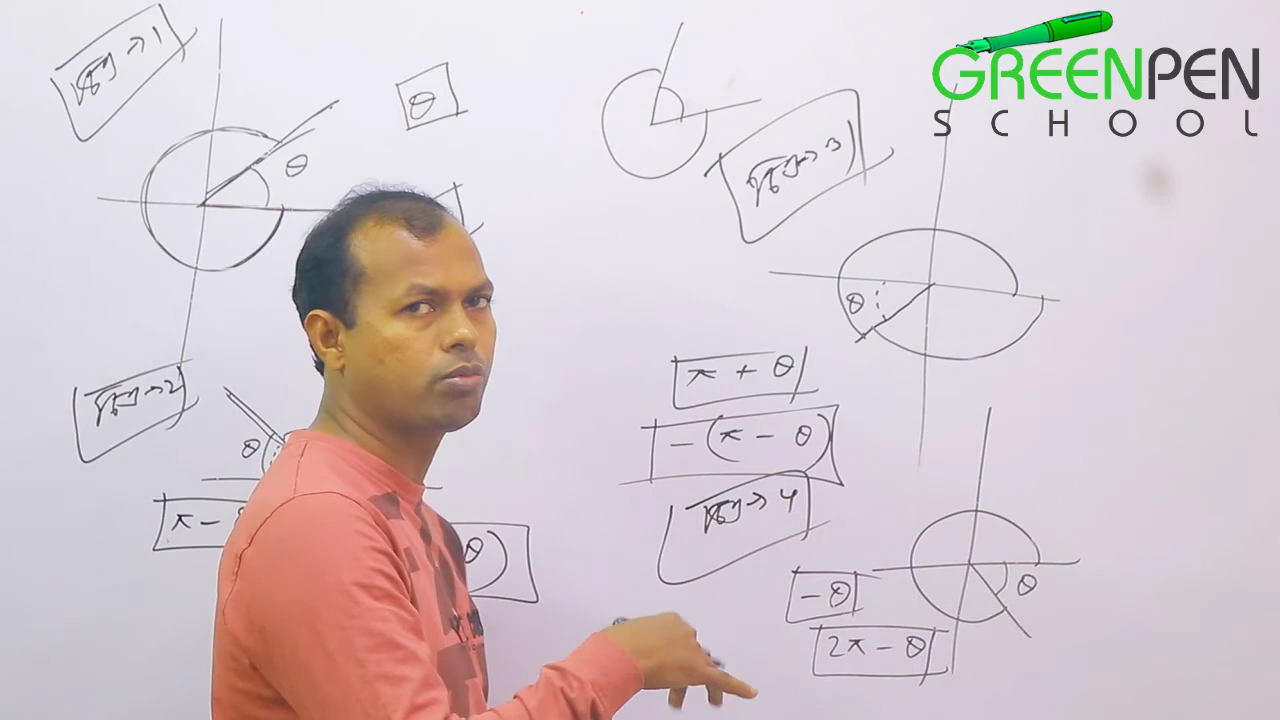 GREENPEN
SCHOOL
চিত্র → 1
θ
θ
চিত্র → 2
θ
π -
θ)
চিত্র → 3
θ
π + θ
- (π - θ)
চিত্র → 4
θ
- θ
2π - θ